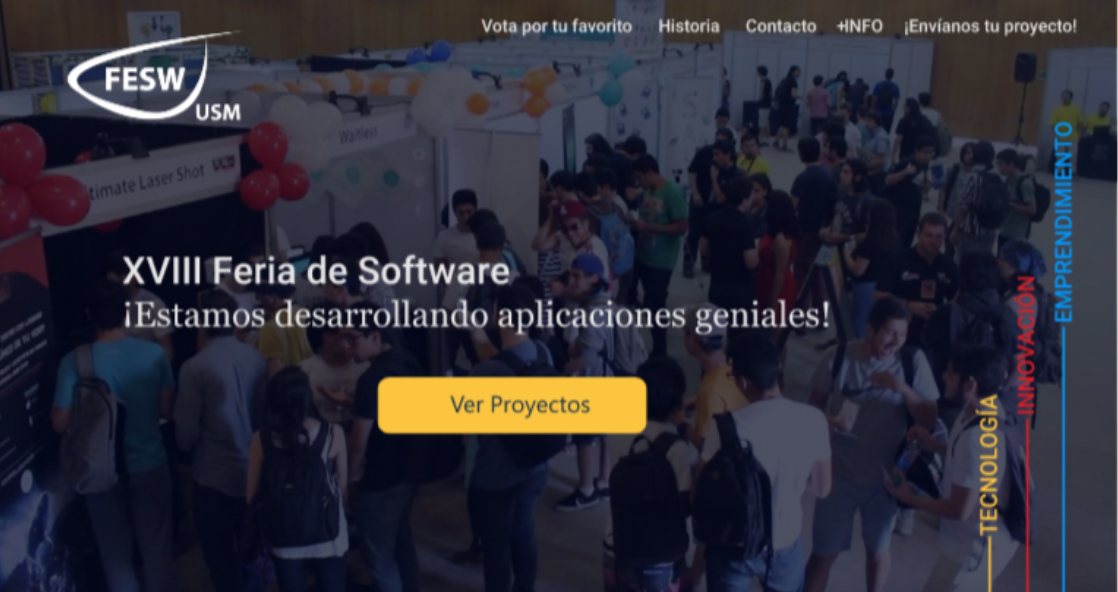 Vota por tu favorito Historia Contacto +INFO ¡Envíanos tu proyecto!
FESW
USM
Waitless
timate Laser Shot
XVIII Feria de Software
¡Estamos desarrollando aplicaciones geniales!
Ver Proyectos
TECNOLOGÍA
INNOVACIÓN
EMPRENDIMIENTO